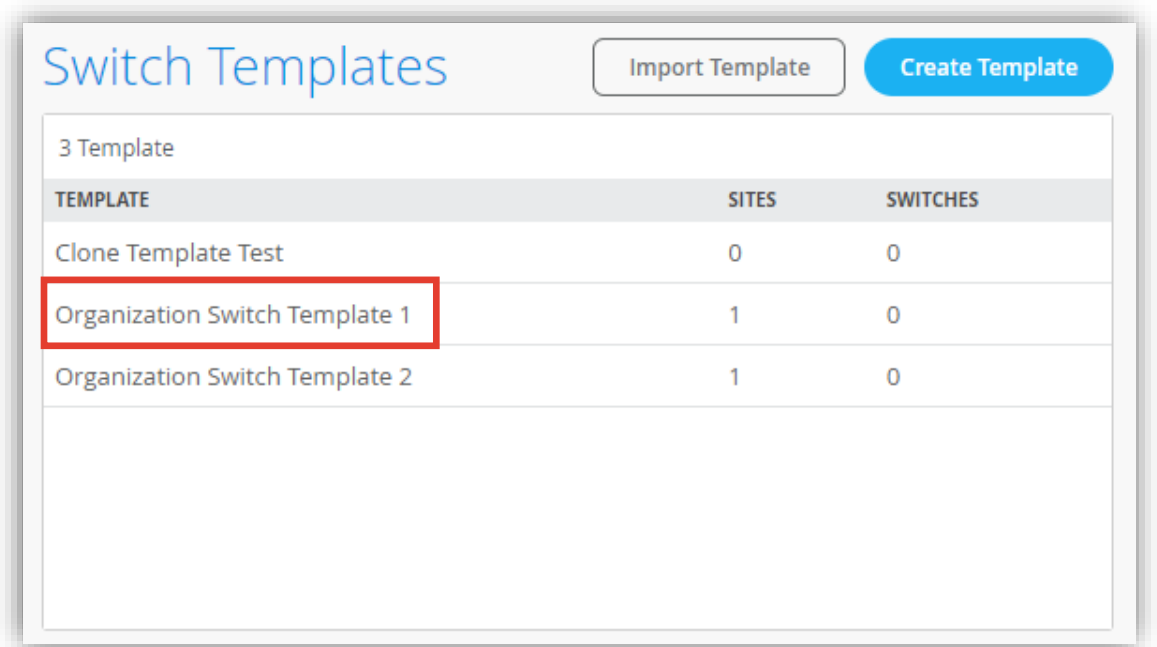 Switch Templates
Import Template
Create Template
3 Template
TEMPLATE SITES SWITCHES
Clone Template Test 0 0
Organization Switch Template 1 1 0
Organization Switch Template 2 1 0